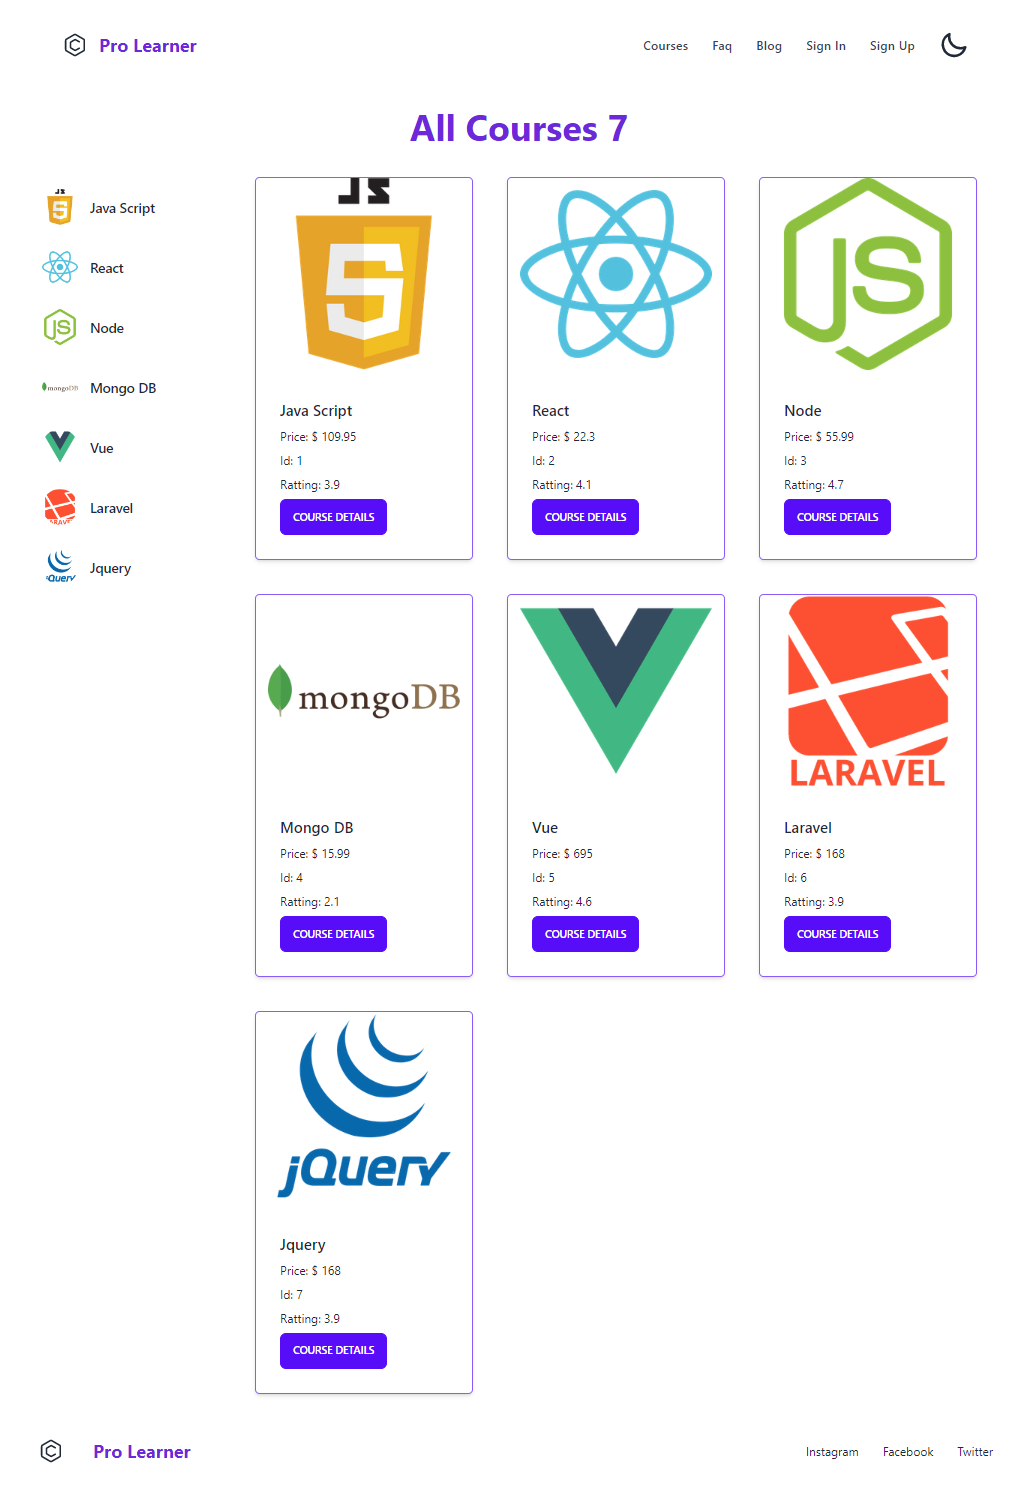 Pro Learner
Courses Faq Blog Sign In Sign Up
All Courses 7
Java Script
React
Node
mongoDB
Mongo DB
Vue
LARAVEL
Laravel
jQuery
Jquery
JS
Java Script
Price: $ 109.95
Id: 1
Ratting: 3.9
COURSE DETAILS
React
Price: $ 22.3
Id: 2
Ratting: 4.1
COURSE DETAILS
JS
Node
Price: $ 55.99
Id: 3
Ratting: 4.7
COURSE DETAILS
mongoDB
Mongo DB
Price: $ 15.99
Id: 4
Ratting: 2.1
COURSE DETAILS
Vue
Price: $ 695
Id: 5
Ratting: 4.6
COURSE DETAILS
LARAVEL
Laravel
Price: $ 168
Id: 6
Ratting: 3.9
COURSE DETAILS
jQuery
Jquery
Price: $ 168
Id: 7
Ratting: 3.9
COURSE DETAILS
Pro Learner
Instagram Facebook Twitter